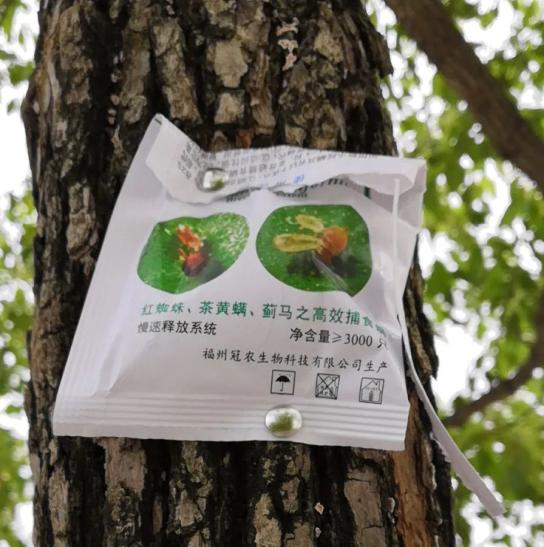 红蜘蛛、茶黄螨、蓟马之高效捕食
慢速释放系统
净含量≥3000只
福州冠农生物科技有限公司生产